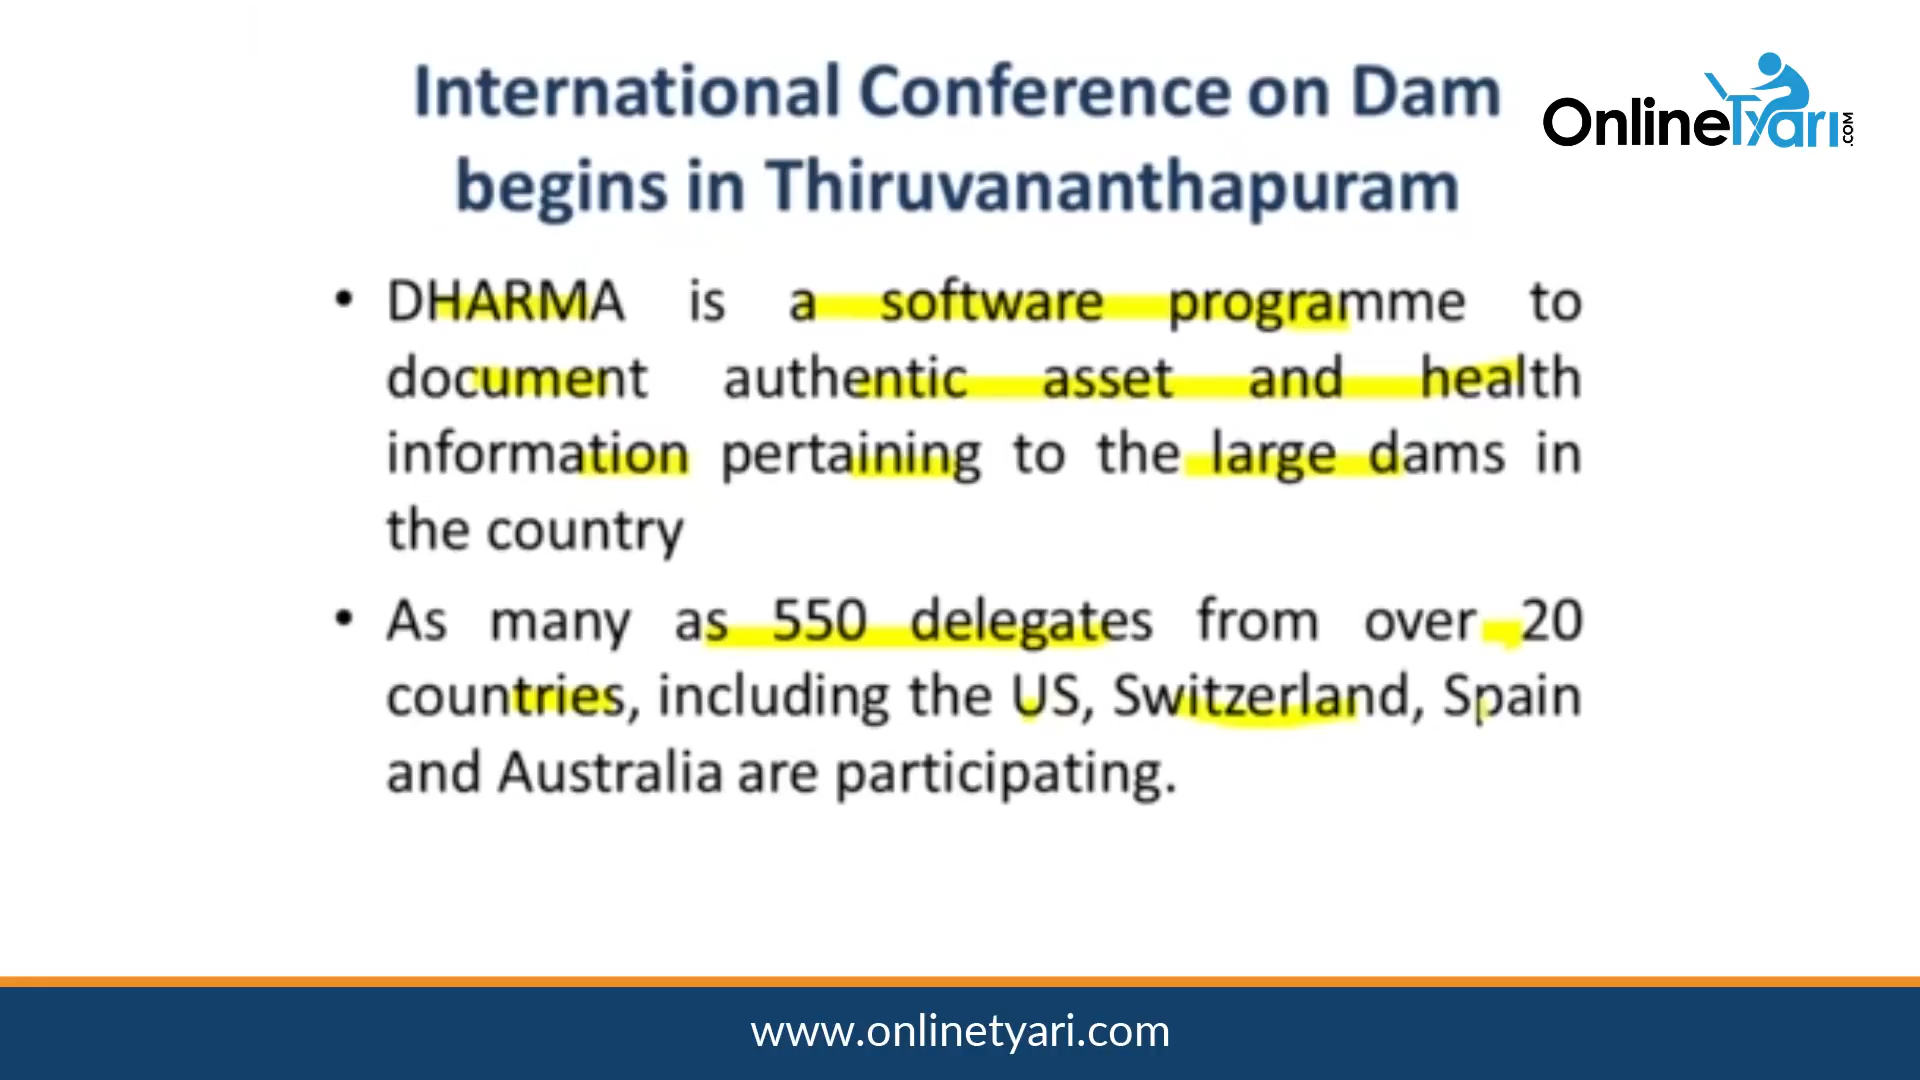 International Conference on Dam
begins in Thiruvananthapuram
OnlineTyari.COM
• DHARMA is a software programme to
document authentic asset and health
information pertaining to the large dams in
the country
• As many as 550 delegates from over 20
countries, including the US, Switzerland, Spain
and Australia are participating.
www.onlinetyari.com